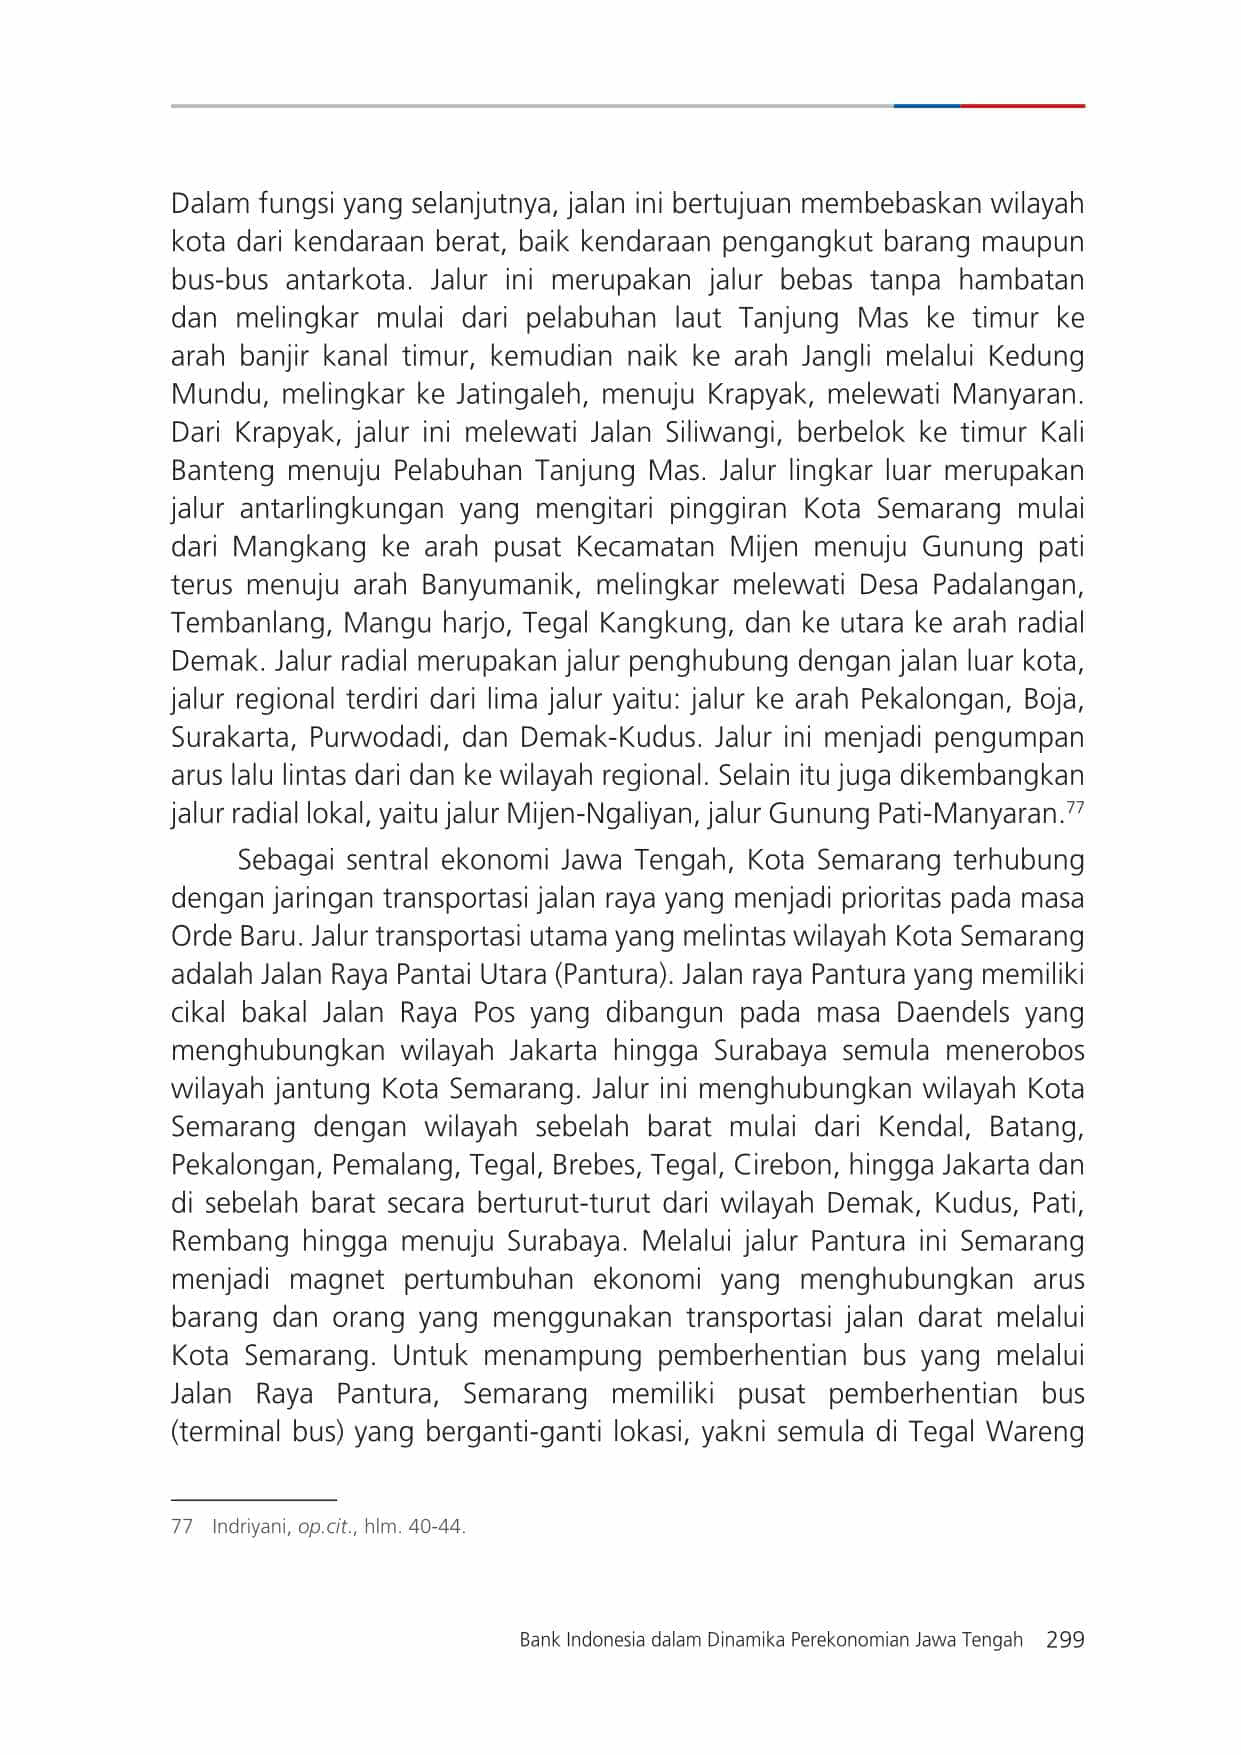 Dalam fungsi yang selanjutnya, jalan ini bertujuan membebaskan wilayah
kota dari kendaraan berat, baik kendaraan pengangkut barang maupun
bus-bus antarkota. Jalur ini merupakan jalur bebas tanpa hambatan
dan melingkar mulai dari pelabuhan laut Tanjung Mas ke timur ke
arah banjir kanal timur, kemudian naik ke arah Jangli melalui Kedung
Mundu, melingkar ke Jatingaleh, menuju Krapyak, melewati Manyaran.
Dari Krapyak, jalur ini melewati Jalan Siliwangi, berbelok ke timur Kali
Banteng menuju Pelabuhan Tanjung Mas. Jalur lingkar luar merupakan
jalur antarlingkungan yang mengitari pinggiran Kota Semarang mulai
dari Mangkang ke arah pusat Kecamatan Mijen menuju Gunung pati
terus menuju arah Banyumanik, melingkar melewati Desa Padalangan,
Tembanlang, Mangu harjo, Tegal Kangkung, dan ke utara ke arah radial
Demak. Jalur radial merupakan jalur penghubung dengan jalan luar kota,
jalur regional terdiri dari lima jalur yaitu: jalur ke arah Pekalongan, Boja,
Surakarta, Purwodadi, dan Demak-Kudus. Jalur ini menjadi pengumpan
arus lalu lintas dari dan ke wilayah regional. Selain itu juga dikembangkan
jalur radial lokal, yaitu jalur Mijen-Ngaliyan, jalur Gunung Pati-Manyaran.77
Sebagai sentral ekonomi Jawa Tengah, Kota Semarang terhubung
dengan jaringan transportasi jalan raya yang menjadi prioritas pada masa
Orde Baru. Jalur transportasi utama yang melintas wilayah Kota Semarang
adalah Jalan Raya Pantai Utara (Pantura). Jalan raya Pantura yang memiliki
cikal bakal Jalan Raya Pos yang dibangun pada masa Daendels yang
menghubungkan wilayah Jakarta hingga Surabaya semula menerobos
wilayah jantung Kota Semarang. Jalur ini menghubungkan wilayah Kota
Semarang dengan wilayah sebelah barat mulai dari Kendal, Batang,
Pekalongan, Pemalang, Tegal, Brebes, Tegal, Cirebon, hingga Jakarta dan
di sebelah barat secara berturut-turut dari wilayah Demak, Kudus, Pati,
Rembang hingga menuju Surabaya. Melalui jalur Pantura ini Semarang
menjadi magnet pertumbuhan ekonomi yang menghubungkan arus
barang dan orang yang menggunakan transportasi jalan darat melalui
Kota Semarang. Untuk menampung pemberhentian bus yang melalui
Jalan Raya Pantura, Semarang memiliki pusat pemberhentian bus
(terminal bus) yang berganti-ganti lokasi, yakni semula di Tegal Wareng
77 Indriyani, op.cit., hlm. 40-44.
Bank Indonesia dalam Dinamika Perekonomian Jawa Tengah 299